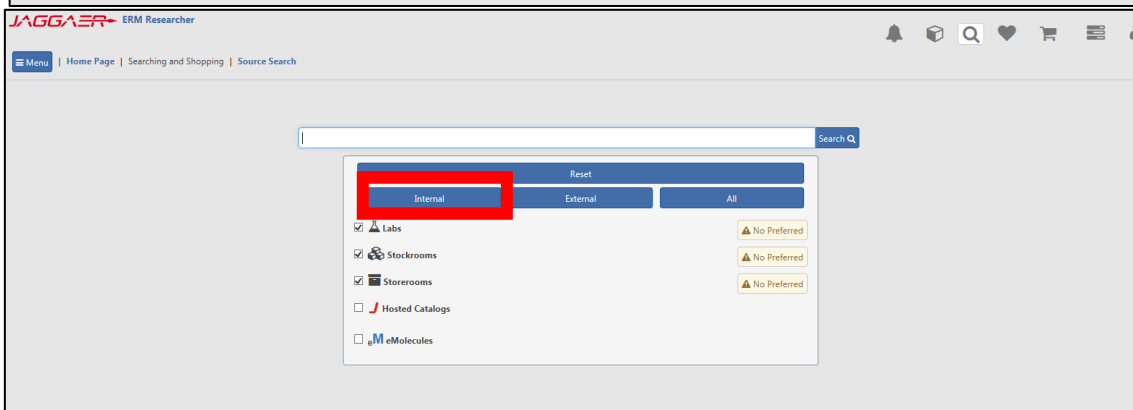 JAGGAER ERM Researcher
Menu | Home Page | Searching and Shopping | Source Search
Search
Reset
Internal External All
Labs No Preferred
Stockrooms No Preferred
Storerooms No Preferred
J Hosted Catalogs
eM eMolecules